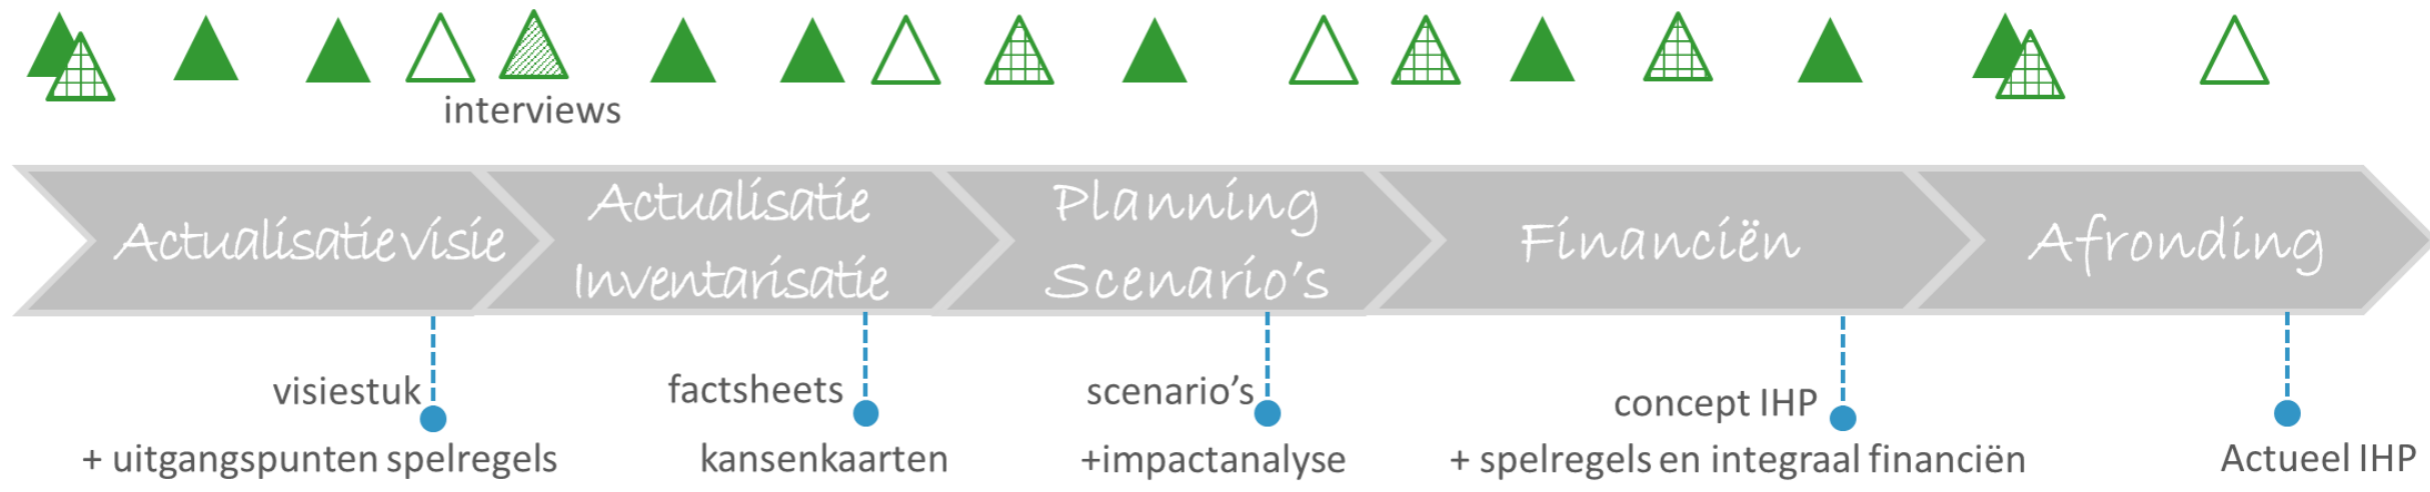 interviews
Actualisatie visie
Actualisatie
Inventarisatie
Planning
Scenario's
Financiën
Afronding
visiestuk
+ uitgangspunten spelregels
factsheets
kansenkaarten
scenario's
+impactanalyse
concept IHP
+ spelregels en integraal financiën
Actueel IHP